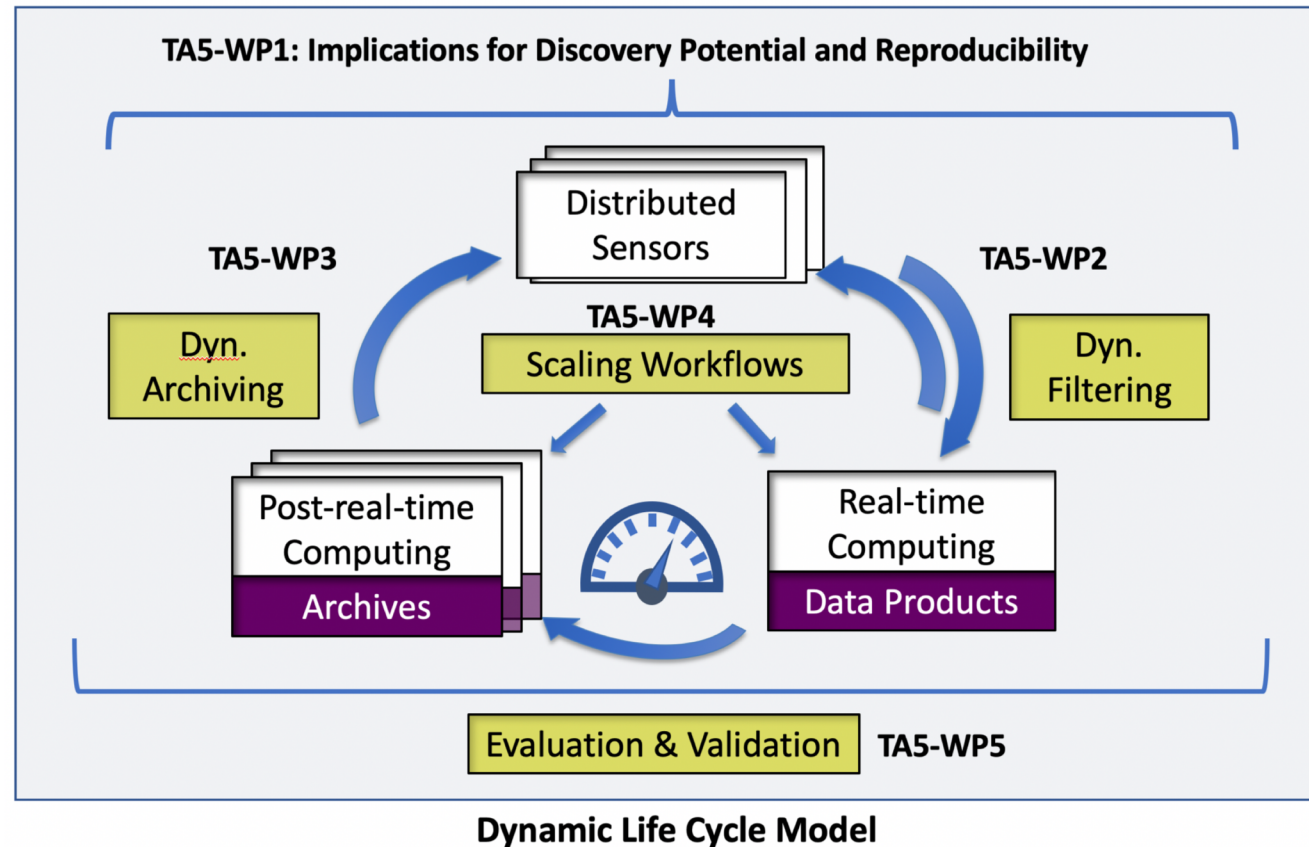 TA5-WP1: Implications for Discovery Potential and Reproducibility
Distributed
Sensors
TA5-WP3
TA5-WP2
TA5-WP4
Dyn.
Archiving
Scaling Workflows
Dyn.
Filtering
Post-real-time
Computing
Archives
Real-time
Computing
Data Products
Evaluation & Validation
TA5-WP5
Dynamic Life Cycle Model